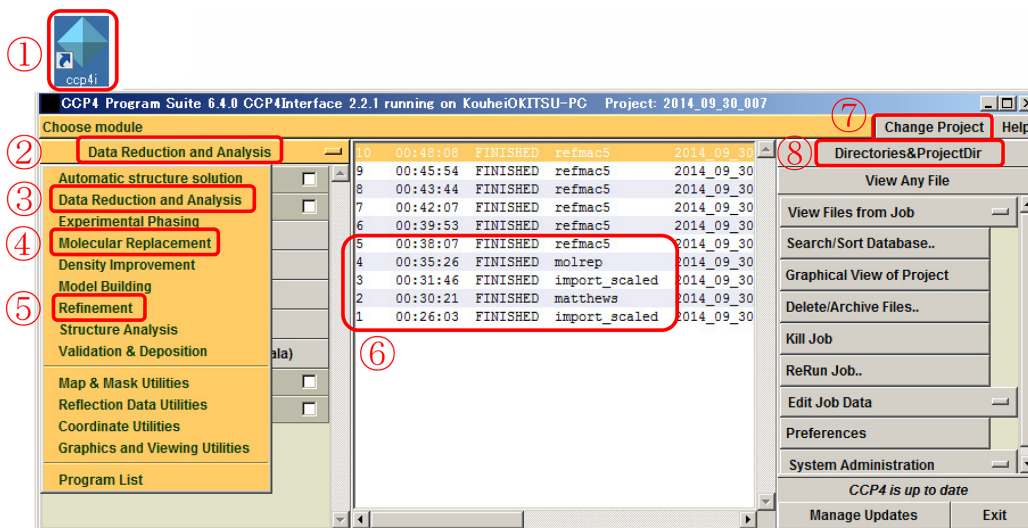 ①
ccp4i
CCP4 Program Suite 6.4.0 CCP4Interface 2.2.1 running on KouheiOKITSU-PC Project: 2014_09_30_007
Choose module
⑦
Change Project
Help
②
Data Reduction and Analysis
Automatic structure solution
③
Data Reduction and Analysis
Experimental Phasing
④
Molecular Replacement
Density Improvement
Model Building
⑤
Refinement
Structure Analysis
Validation & Deposition
ala)
Map & Mask Utilities
Reflection Data Utilities
Coordinate Utilities
Graphics and Viewing Utilities
Program List
10 00:48:08 FINISHED refmac5 2014_09_30
9 00:45:54 FINISHED refmac5 2014_09_30
8 00:43:44 FINISHED refmac5 2014_09_30
7 00:42:07 FINISHED refmac5 2014_09_30
6 00:39:53 FINISHED refmac5 2014_09_30
5 00:38:07 FINISHED refmac5 2014_09_30
4 00:35:26 FINISHED molrep 2014_09_30
3 00:31:46 FINISHED import_scaled 2014_09_30
2 00:30:21 FINISHED matthews 2014_09_30
1 00:26:03 FINISHED import_scaled 2014_09_30
⑥
⑧
Directories&ProjectDir
View Any File
View Files from Job
Search/Sort Database..
Graphical View of Project
Delete/Archive Files..
Kill Job
ReRun Job..
Edit Job Data
Preferences
System Administration
CCP4 is up to date
Manage Updates
Exit